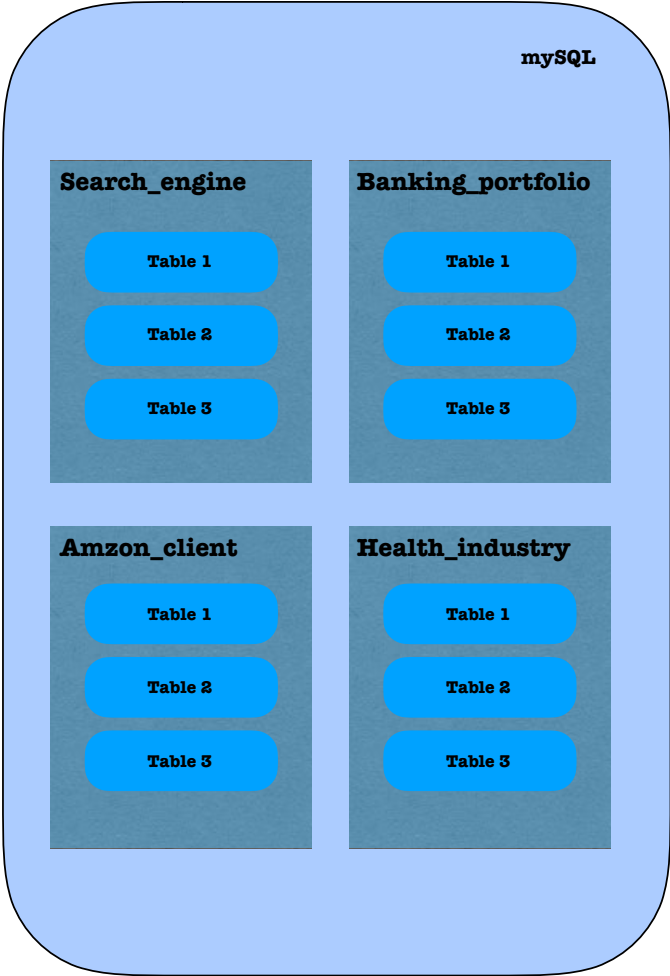 mySQL
Search_engine
Table 1
Table 2
Table 3
Banking_portfolio
Table 1
Table 2
Table 3
Amzon_client
Table 1
Table 2
Table 3
Health_industry
Table 1
Table 2
Table 3